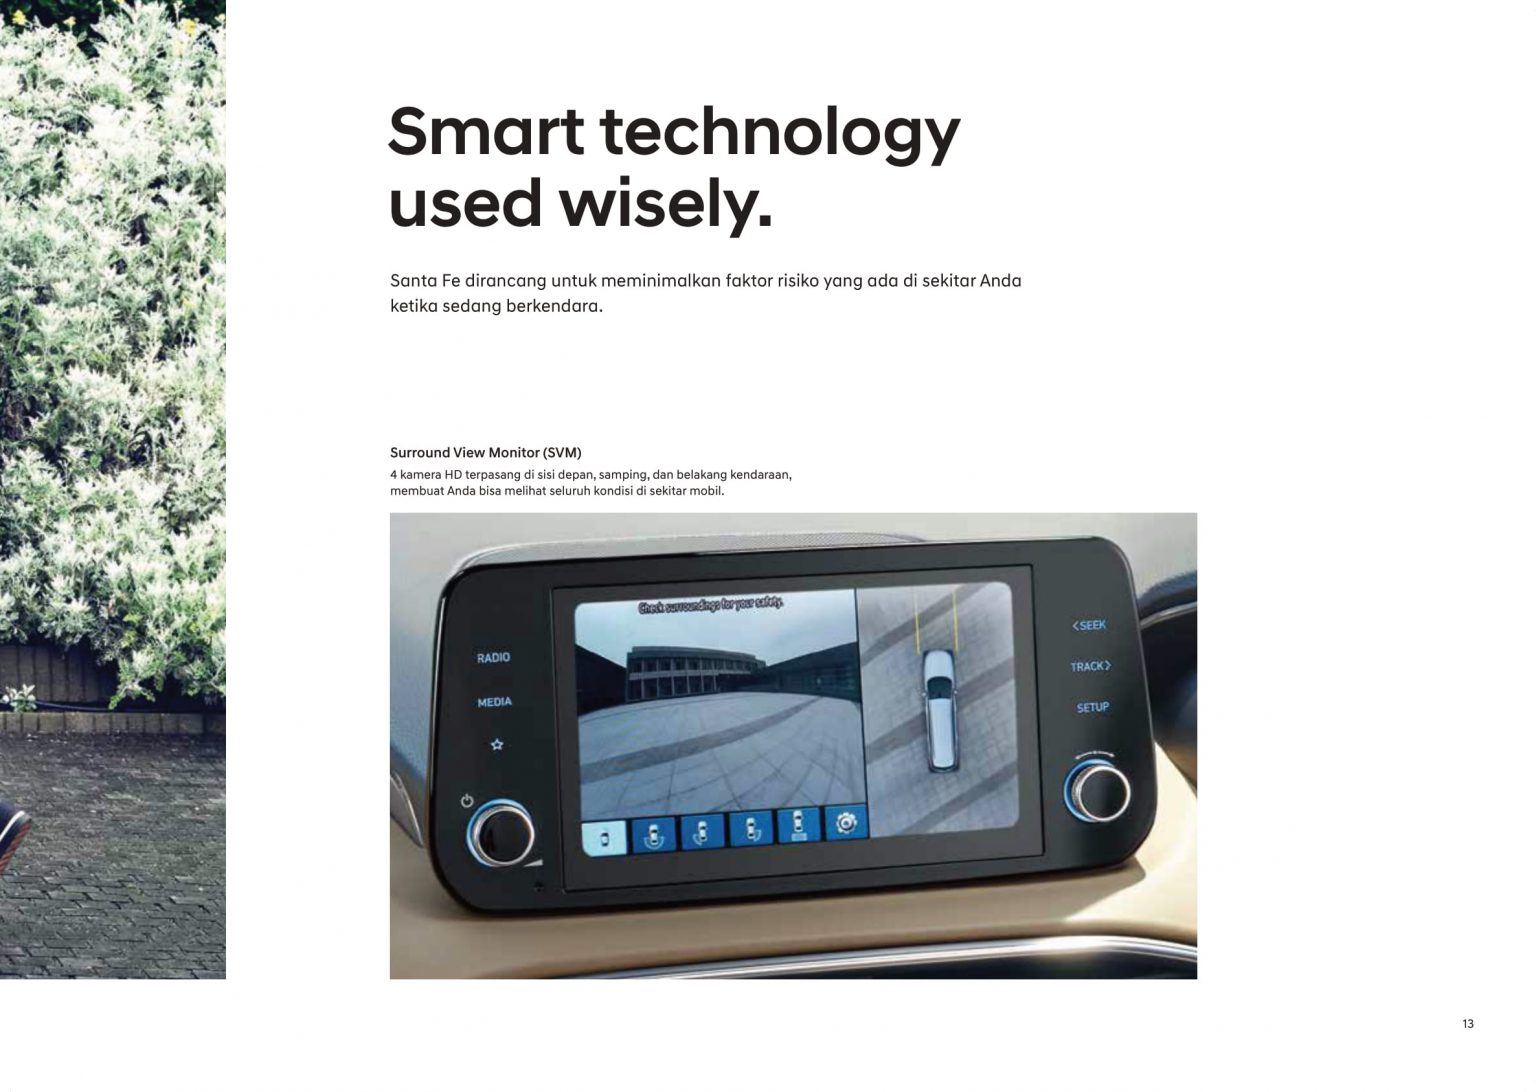 Smart technology
used wisely.
Santa Fe dirancang untuk meminimalkan faktor risiko yang ada di sekitar Anda
ketika sedang berkendara.
Surround View Monitor (SVM)
4 kamera HD terpasang di sisi depan, samping, dan belakang kendaraan,
membuat Anda bisa melihat seluruh kondisi di sekitar mobil.
Check surroundings for your safety.
RADIO
MEDIA
<SEEK
TRACK>
SETUP
13